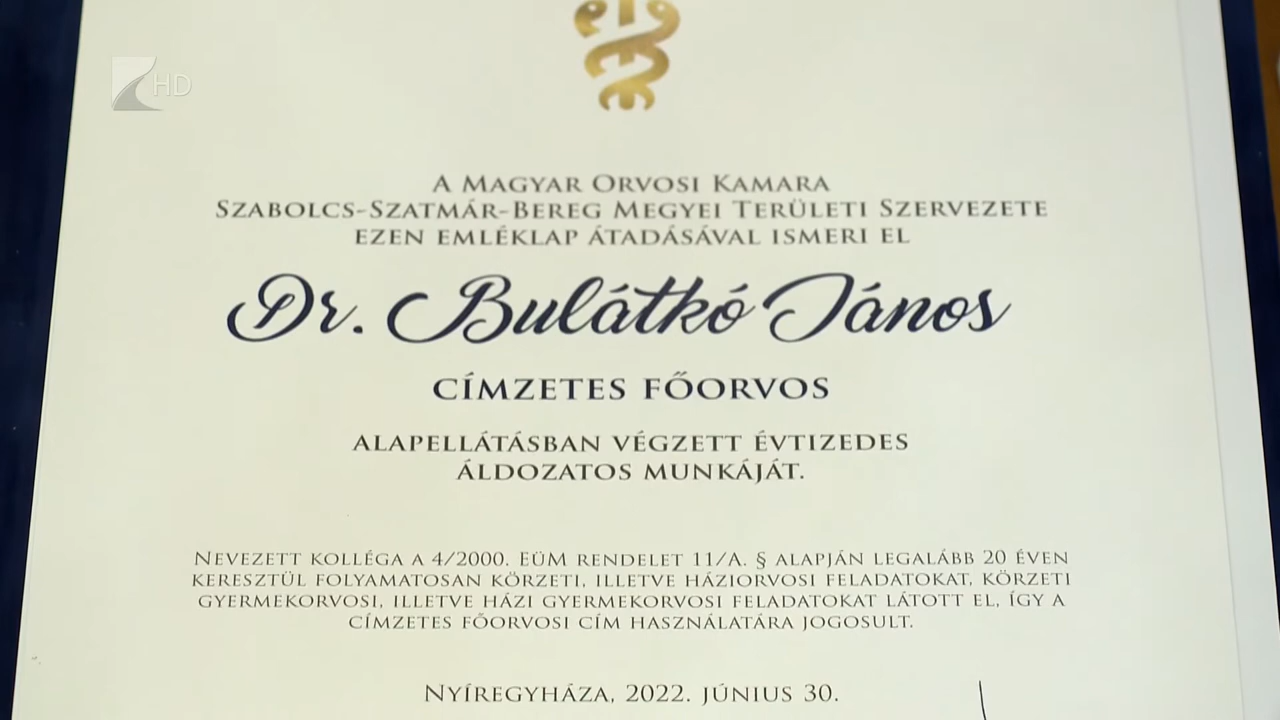 HD
A MAGYAR ORVOSI KAMARA
SZABOLCS-SZATMÁR-BEREG MEGYEI TERÜLETI SZERVEZETE
EZEN EMLÉKLAP ÁTADÁSÁVAL ISMERI EL
Dr. Bulátkó János
CÍMZETES FŐORVOS
ALAPELLÁTÁSBAN VÉGZETT ÉVTIZEDES
ÁLDOZATOS MUNKÁJÁT.
NEVEZETT KOLLÉGA A 4/2000. EÜM RENDELET 11/A. § ALAPJÁN LEGALÁBB 20 ÉVEN
KERESZTÜL FOLYAMATOSAN KÖRZETI, ILLETVE HÁZIORVOSI FELADATOKAT, KÖRZETI
GYERMEKORVOSI, ILLETVE HÁZI GYERMEKORVOSI FELADATOKAT LÁTOTT EL, ÍGY A
CÍMZETES FŐORVOSI CÍM HASZNÁLATÁRA JOGOSULT.
NYÍREGYHÁZA, 2022. JÚNIUS 30.